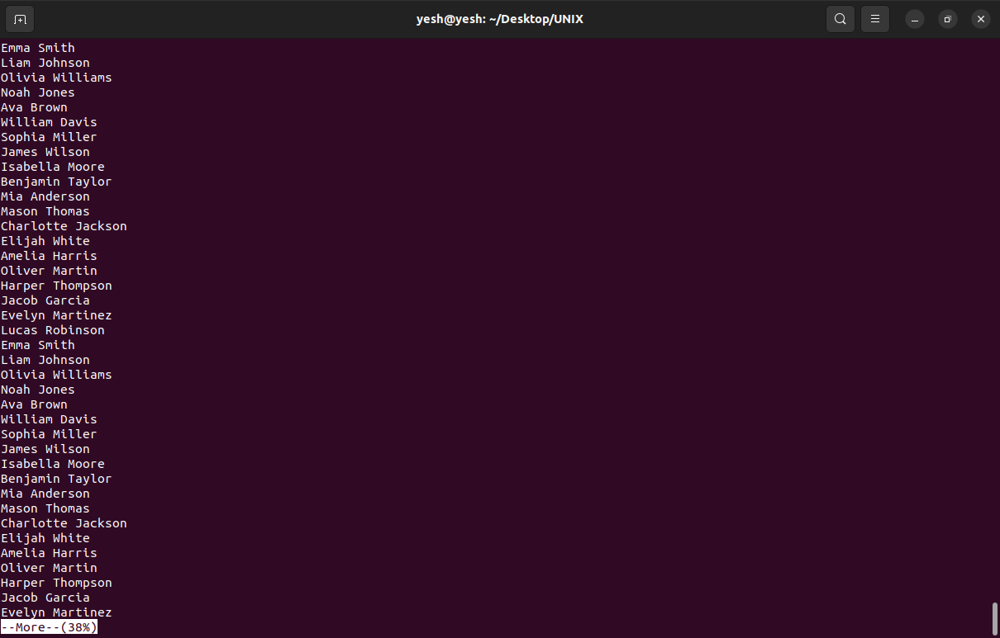 yesh@yesh: ~/Desktop/UNIX
Emma Smith
Liam Johnson
Olivia Williams
Noah Jones
Ava Brown
William Davis
Sophia Miller
James Wilson
Isabella Moore
Benjamin Taylor
Mia Anderson
Mason Thomas
Charlotte Jackson
Elijah White
Amelia Harris
Oliver Martin
Harper Thompson
Jacob Garcia
Evelyn Martinez
Lucas Robinson
Emma Smith
Liam Johnson
Olivia Williams
Noah Jones
Ava Brown
William Davis
Sophia Miller
James Wilson
Isabella Moore
Benjamin Taylor
Mia Anderson
Mason Thomas
Charlotte Jackson
Elijah White
Amelia Harris
Oliver Martin
Harper Thompson
Jacob Garcia
Evelyn Martinez
--More--(38%)